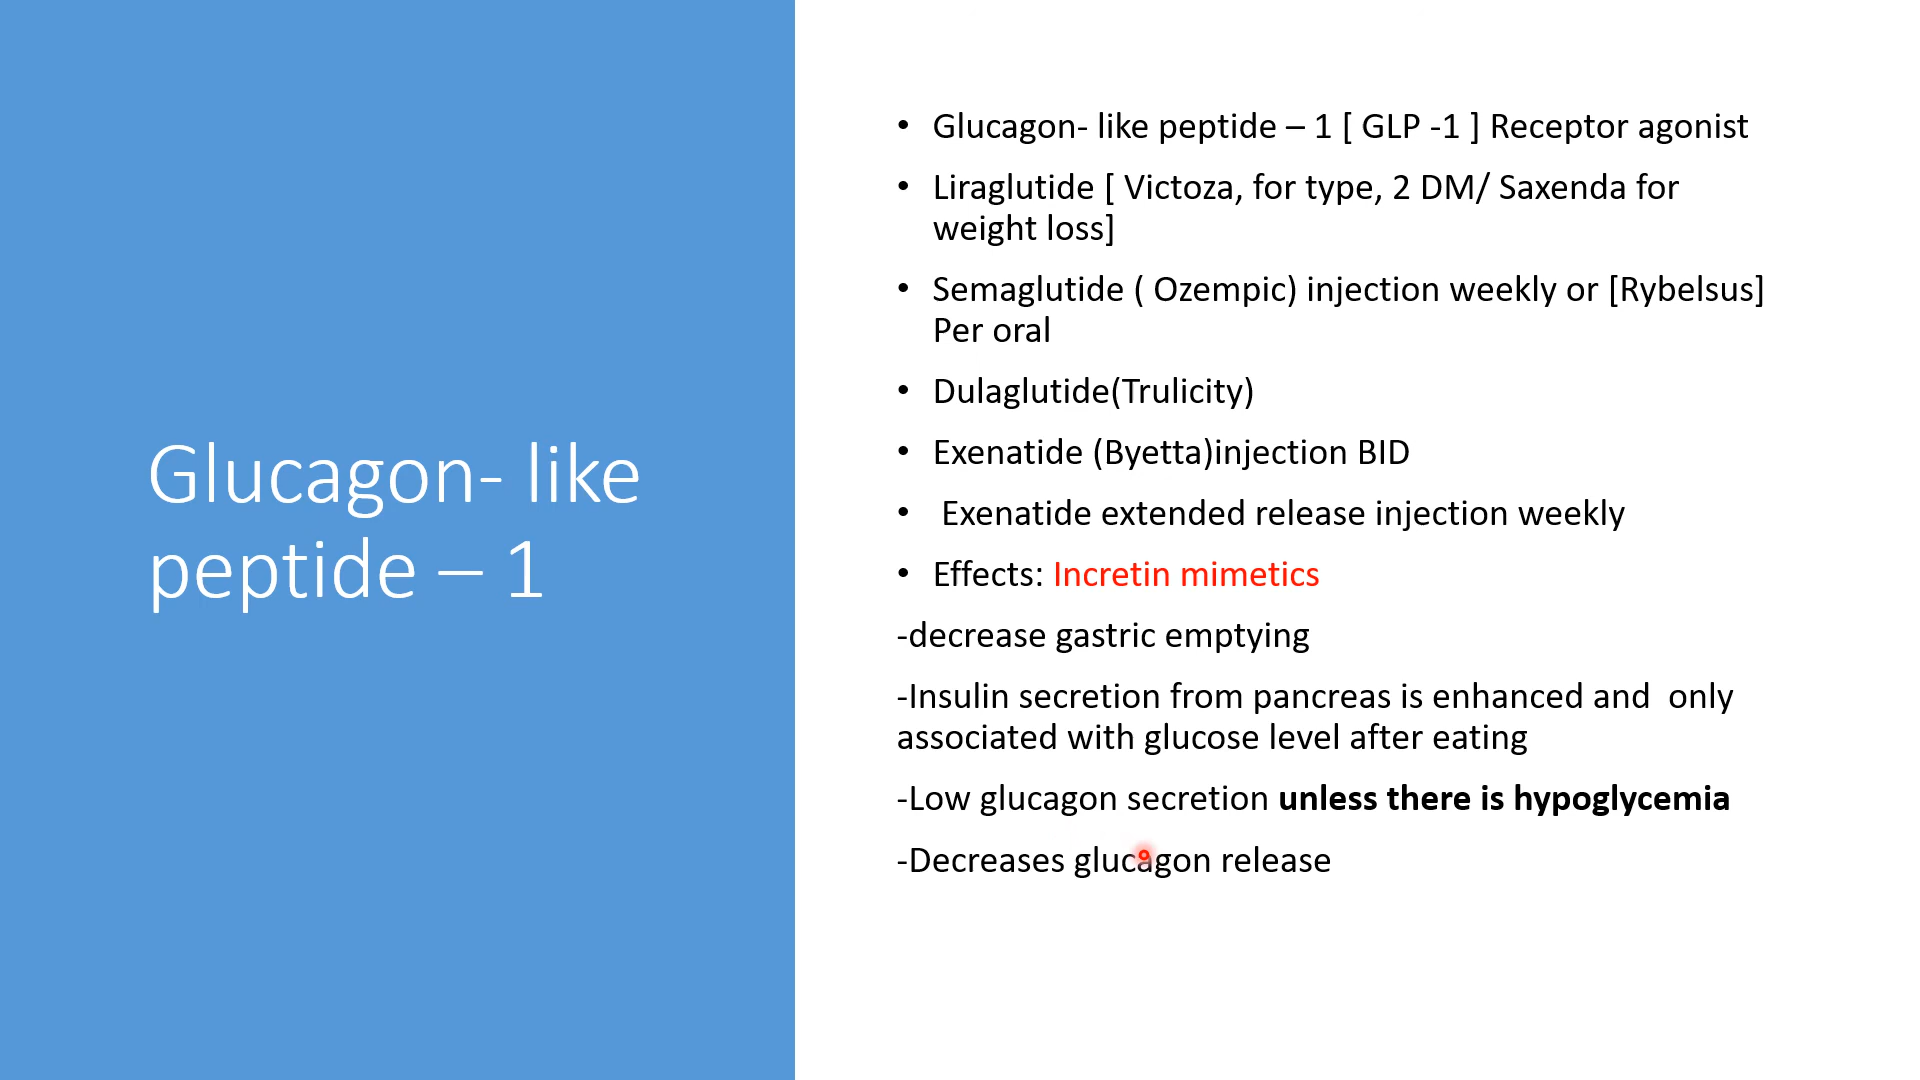 Glucagon- like
peptide – 1
• Glucagon- like peptide – 1 [ GLP -1 ] Receptor agonist
• Liraglutide [ Victoza, for type, 2 DM/ Saxenda for
weight loss]
• Semaglutide ( Ozempic) injection weekly or [Rybelsus]
Per oral
• Dulaglutide(Trulicity)
• Exenatide (Byetta)injection BID
• Exenatide extended release injection weekly
• Effects: Incretin mimetics
-decrease gastric emptying
-Insulin secretion from pancreas is enhanced and  only
associated with glucose level after eating
-Low glucagon secretion unless there is hypoglycemia
-Decreases glucagon release